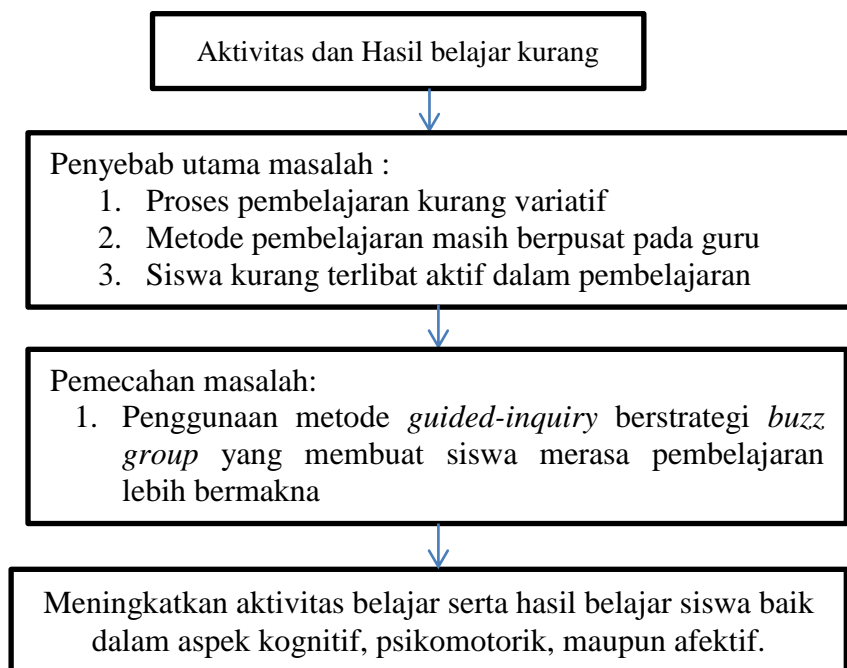 Aktivitas dan Hasil belajar kurang
Penyebab utama masalah :
1. Proses pembelajaran kurang variatif
2. Metode pembelajaran masih berpusat pada guru
3. Siswa kurang terlibat aktif dalam pembelajaran
Pemecahan masalah:
1. Penggunaan metode guided-inquiry berstrategi buzz
group yang membuat siswa merasa pembelajaran
lebih bermakna
Meningkatkan aktivitas belajar serta hasil belajar siswa baik
dalam aspek kognitif, psikomotorik, maupun afektif.